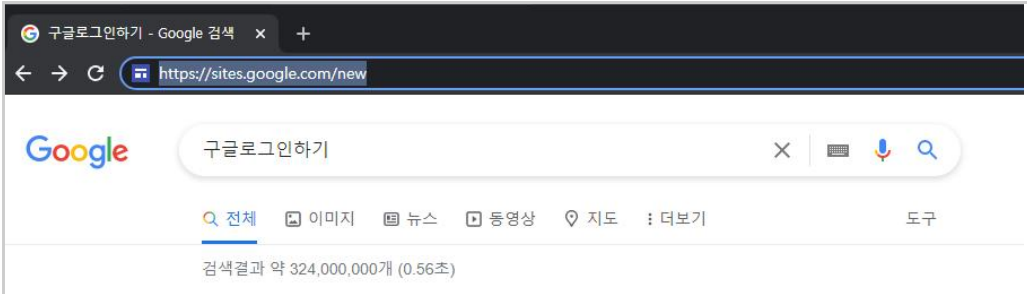 구글로그인하기 - Google 검색
https://sites.google.com/new
Google
구글로그인하기
전체 이미지 뉴스 동영상 지도 더보기 도구
검색결과 약 324,000,000개 (0.56초)